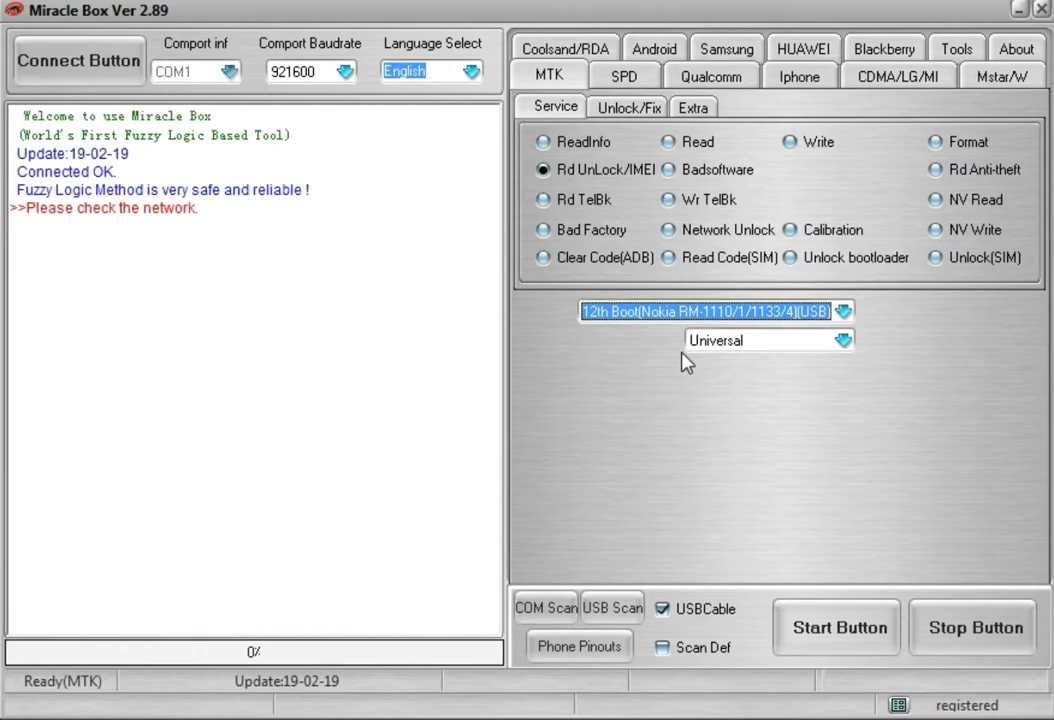 Miracle Box Ver 2.89
Connect Button
Comport inf
Comport Baudrate
Language Select
COM1
921600
English
Welcome to use Miracle Box
(World's First Fuzzy Logic Based Tool)
Update:19-02-19
Connected OK.
Fuzzy Logic Method is very safe and reliable !
>>Please check the network.
0%
Coolsand/RDA Android Samsung HUAWEI Blackberry Tools About
MTK SPD Qualcomm Iphone CDMA/LG/MI Mstar/W
Service Unlock/Fix Extra
ReadInfo Read Write Format
Rd UnLock/IMEI Badsoftware Rd Anti-theft
Rd TelBk Wr TelBk NV Read
Bad Factory Network Unlock Calibration NV Write
Clear Code(ADB) Read Code(SIM) Unlock bootloader Unlock(SIM)
12th Boot(Nokia RM-1110/1/1133/4)(USB)
Universal
COM Scan USB Scan USBCable
Phone Pinouts Scan Def
Start Button Stop Button
Ready(MTK) Update:19-02-19
registered